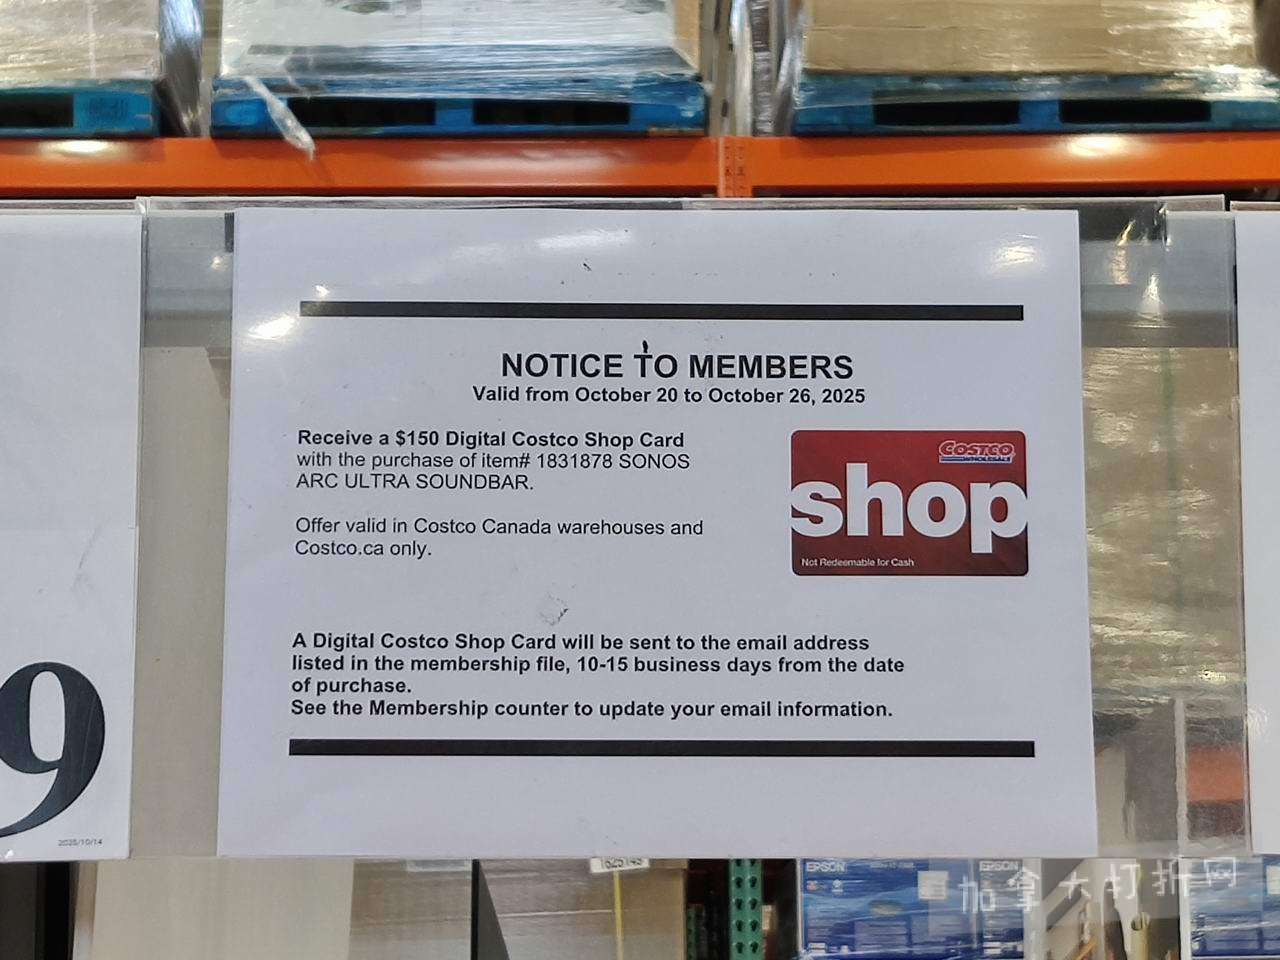 NOTICE TO MEMBERS
Valid from October 20 to October 26, 2025
Receive a $150 Digital Costco Shop Card
with the purchase of item# 1831878 SONOS
ARC ULTRA SOUNDBAR.
Offer valid in Costco Canada warehouses and
Costco.ca only.
COSTCO
WHOLESALE
shop
Not Redeemable for Cash
A Digital Costco Shop Card will be sent to the email address
listed in the membership file, 10-15 business days from the date
of purchase.
See the Membership counter to update your email information.
9
2025/10/14
EPSON
EPSON
加拿大打折网